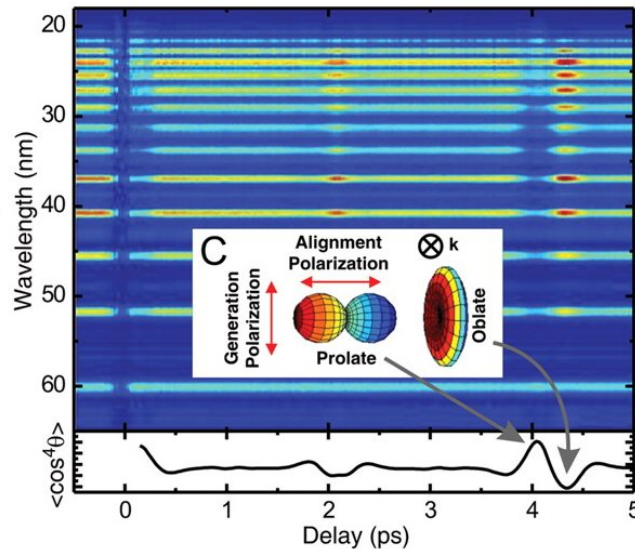 20
30
40
50
60
Wavelength (nm)
C
Alignment
Polarization
k
Generation
Polarization
Prolate
Oblate
<cos⁴θ>
0
1
2
3
4
5
Delay (ps)